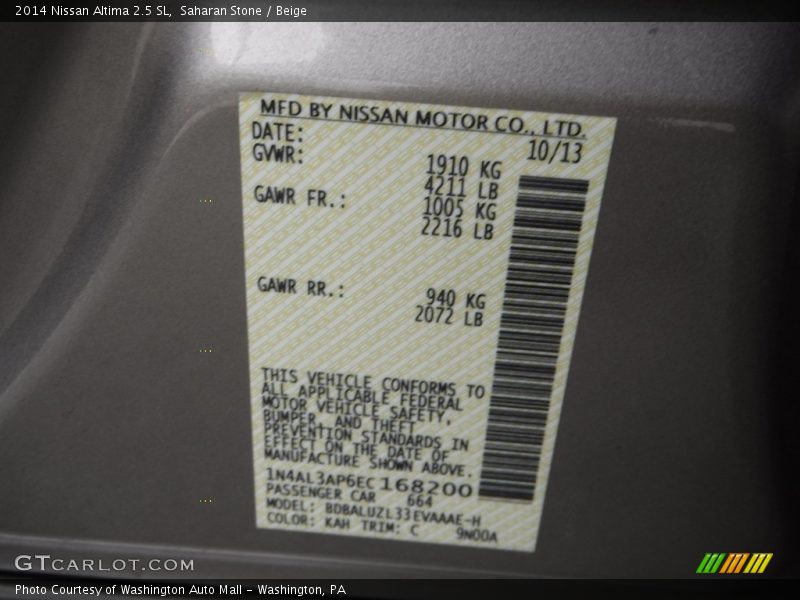 2014 Nissan Altima 2.5 SL,  Saharan Stone / Beige
MFD BY NISSAN MOTOR CO., LTD.
DATE: 10/13
GVWR: 1910 KG
4211 LB
GAWR FR.: 1005 KG
2216 LB
GAWR RR.: 940 KG
2072 LB
THIS VEHICLE CONFORMS TO
ALL APPLICABLE FEDERAL
MOTOR VEHICLE SAFETY,
BUMPER, AND THEFT
PREVENTION STANDARDS IN
EFFECT ON THE DATE OF
MANUFACTURE SHOWN ABOVE.
1N4AL3AP6EC168200
PASSENGER CAR 664
MODEL: BDBALUZL33EVAAAE-H
COLOR: KAH TRIM: C 9N00A
GTCARLOT.COM
Photo Courtesy of Washington Auto Mall - Washington, PA